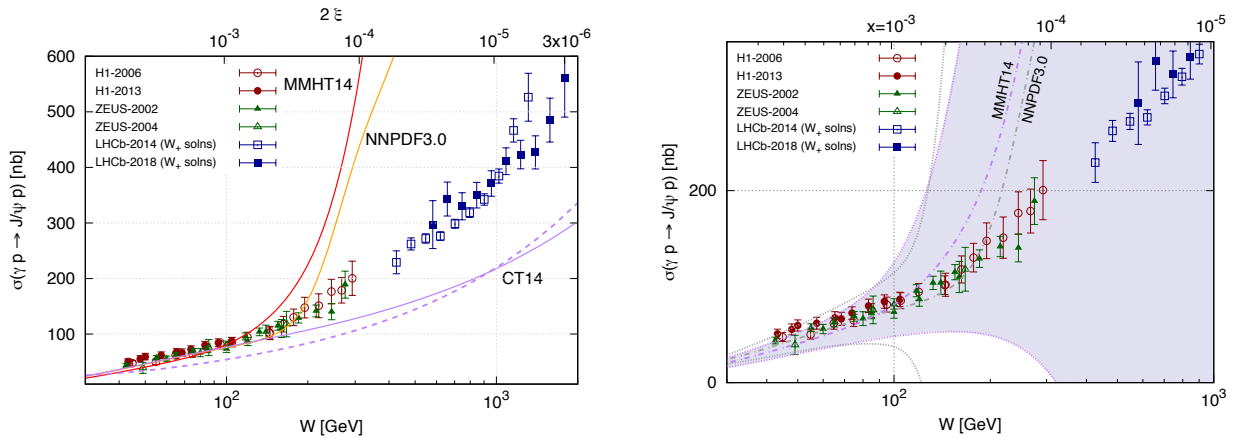 2 ξ
10⁻³ 10⁻⁴ 10⁻⁵ 3x10⁻⁶
600
500
400
300
200
100
σ(γ p → J/ψ p) [nb]
H1-2006
H1-2013
ZEUS-2002
ZEUS-2004
LHCb-2014 (W₊ solns)
LHCb-2018 (W₊ solns)
MMHT14
NNPDF3.0
CT14
10² 10³
W [GeV]
x=10⁻³ 10⁻⁴ 10⁻⁵
200
0
σ(γ p → J/ψ p) [nb]
H1-2006
H1-2013
ZEUS-2002
ZEUS-2004
LHCb-2014 (W₊ solns)
LHCb-2018 (W₊ solns)
MMHT14
NNPDF3.0
10² 10³
W [GeV]